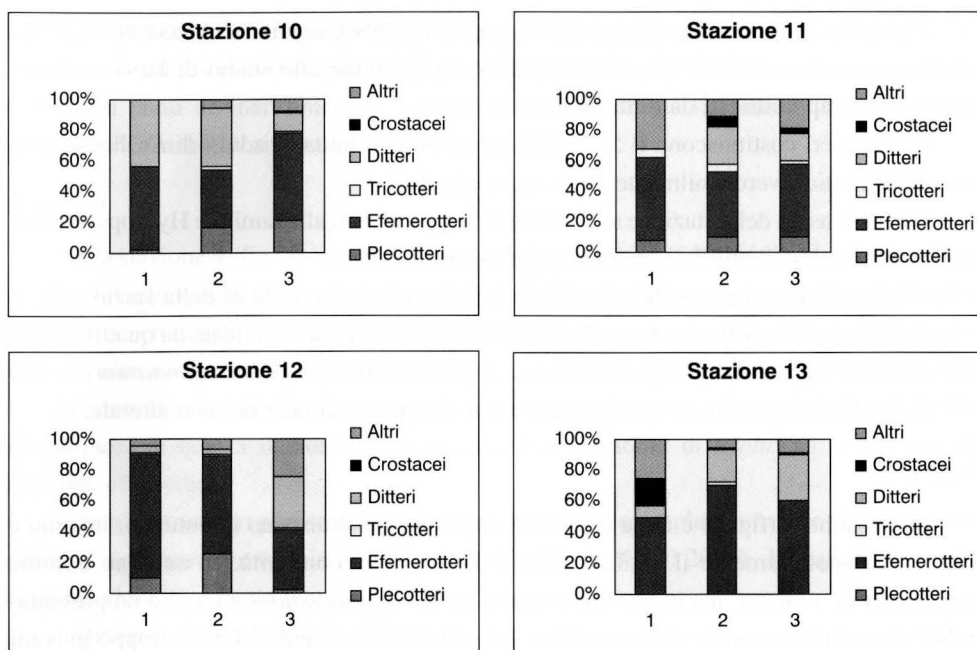 Stazione 10
100%
80%
60%
40%
20%
0%
1 2 3
Altri
Crostacei
Ditteri
Tricotteri
Efemerotteri
Plecotteri
Stazione 11
100%
80%
60%
40%
20%
0%
1 2 3
Altri
Crostacei
Ditteri
Tricotteri
Efemerotteri
Plecotteri
Stazione 12
100%
80%
60%
40%
20%
0%
1 2 3
Altri
Crostacei
Ditteri
Tricotteri
Efemerotteri
Plecotteri
Stazione 13
100%
80%
60%
40%
20%
0%
1 2 3
Altri
Crostacei
Ditteri
Tricotteri
Efemerotteri
Plecotteri